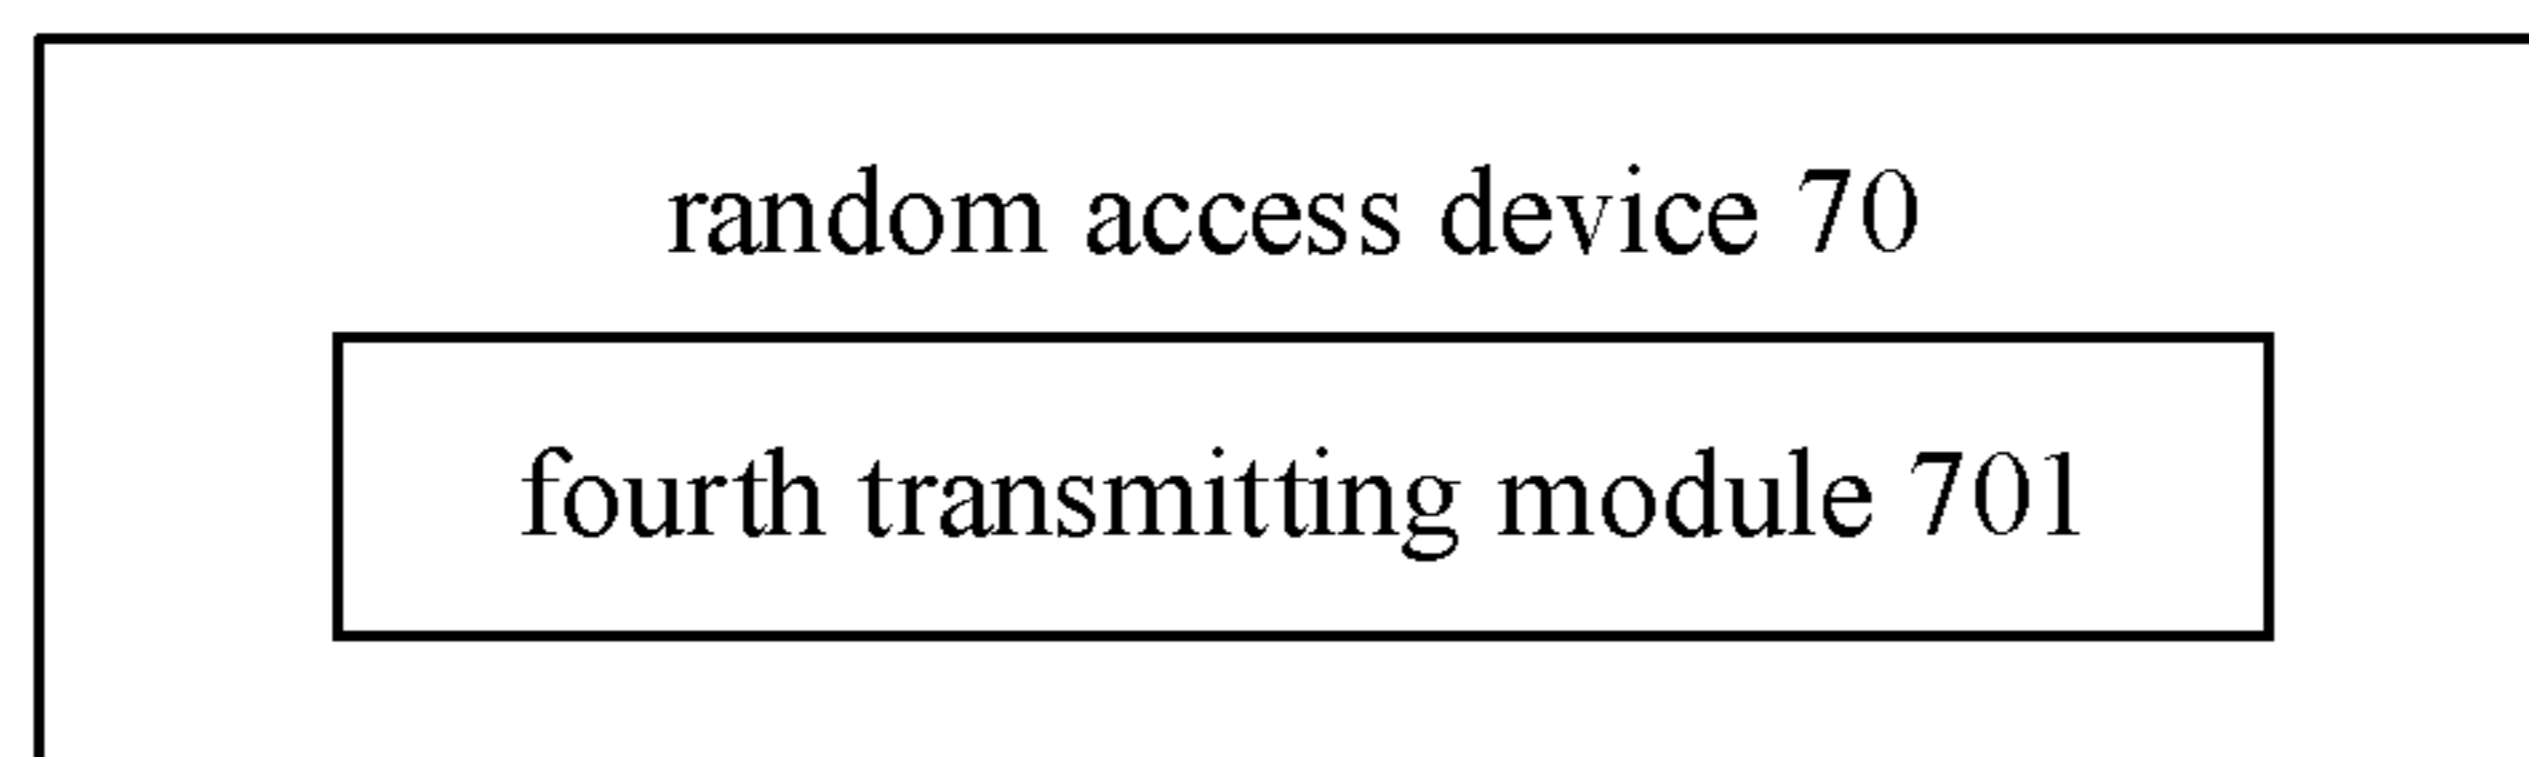 random access device 70
fourth transmitting module 701